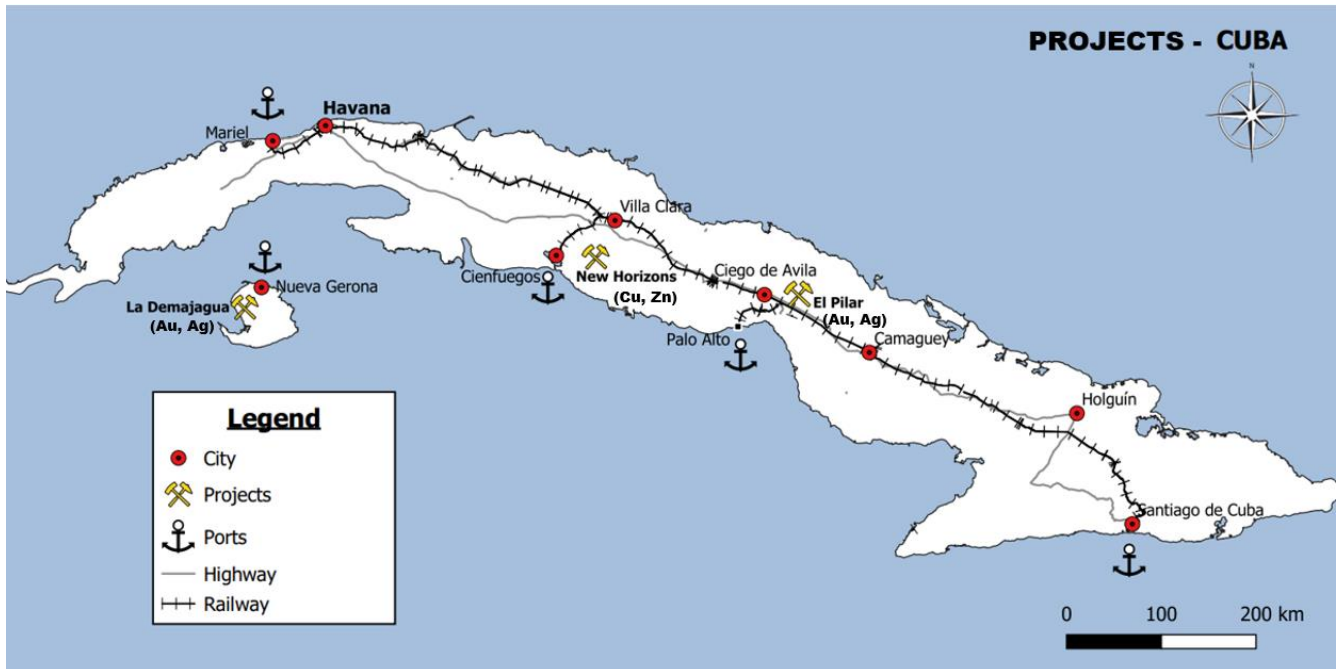 PROJECTS - CUBA
N
Havana
Mariel
Villa Clara
Cienfuegos
New Horizons
(Cu, Zn)
Nueva Gerona
La Demajagua
(Au, Ag)
Ciego de Avila
El Pilar
(Au, Ag)
Palo Alto
Camaguey
Holguín
Santiago de Cuba
Legend
City
Projects
Ports
Highway
Railway
0 100 200 km